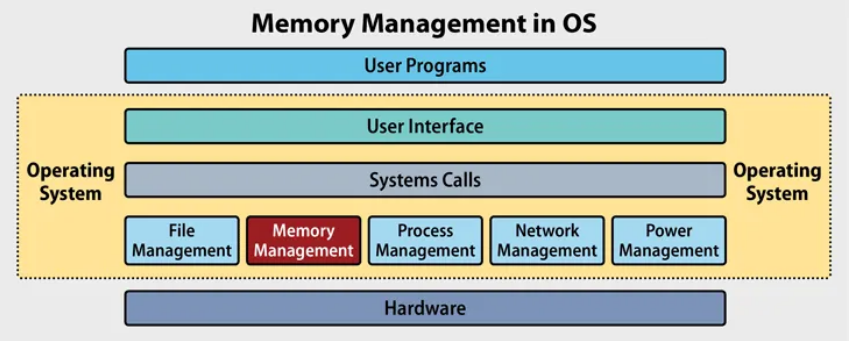 Memory Management in OS
User Programs
User Interface
Operating
System
Systems Calls
Operating
System
File
Management
Memory
Management
Process
Management
Network
Management
Power
Management
Hardware